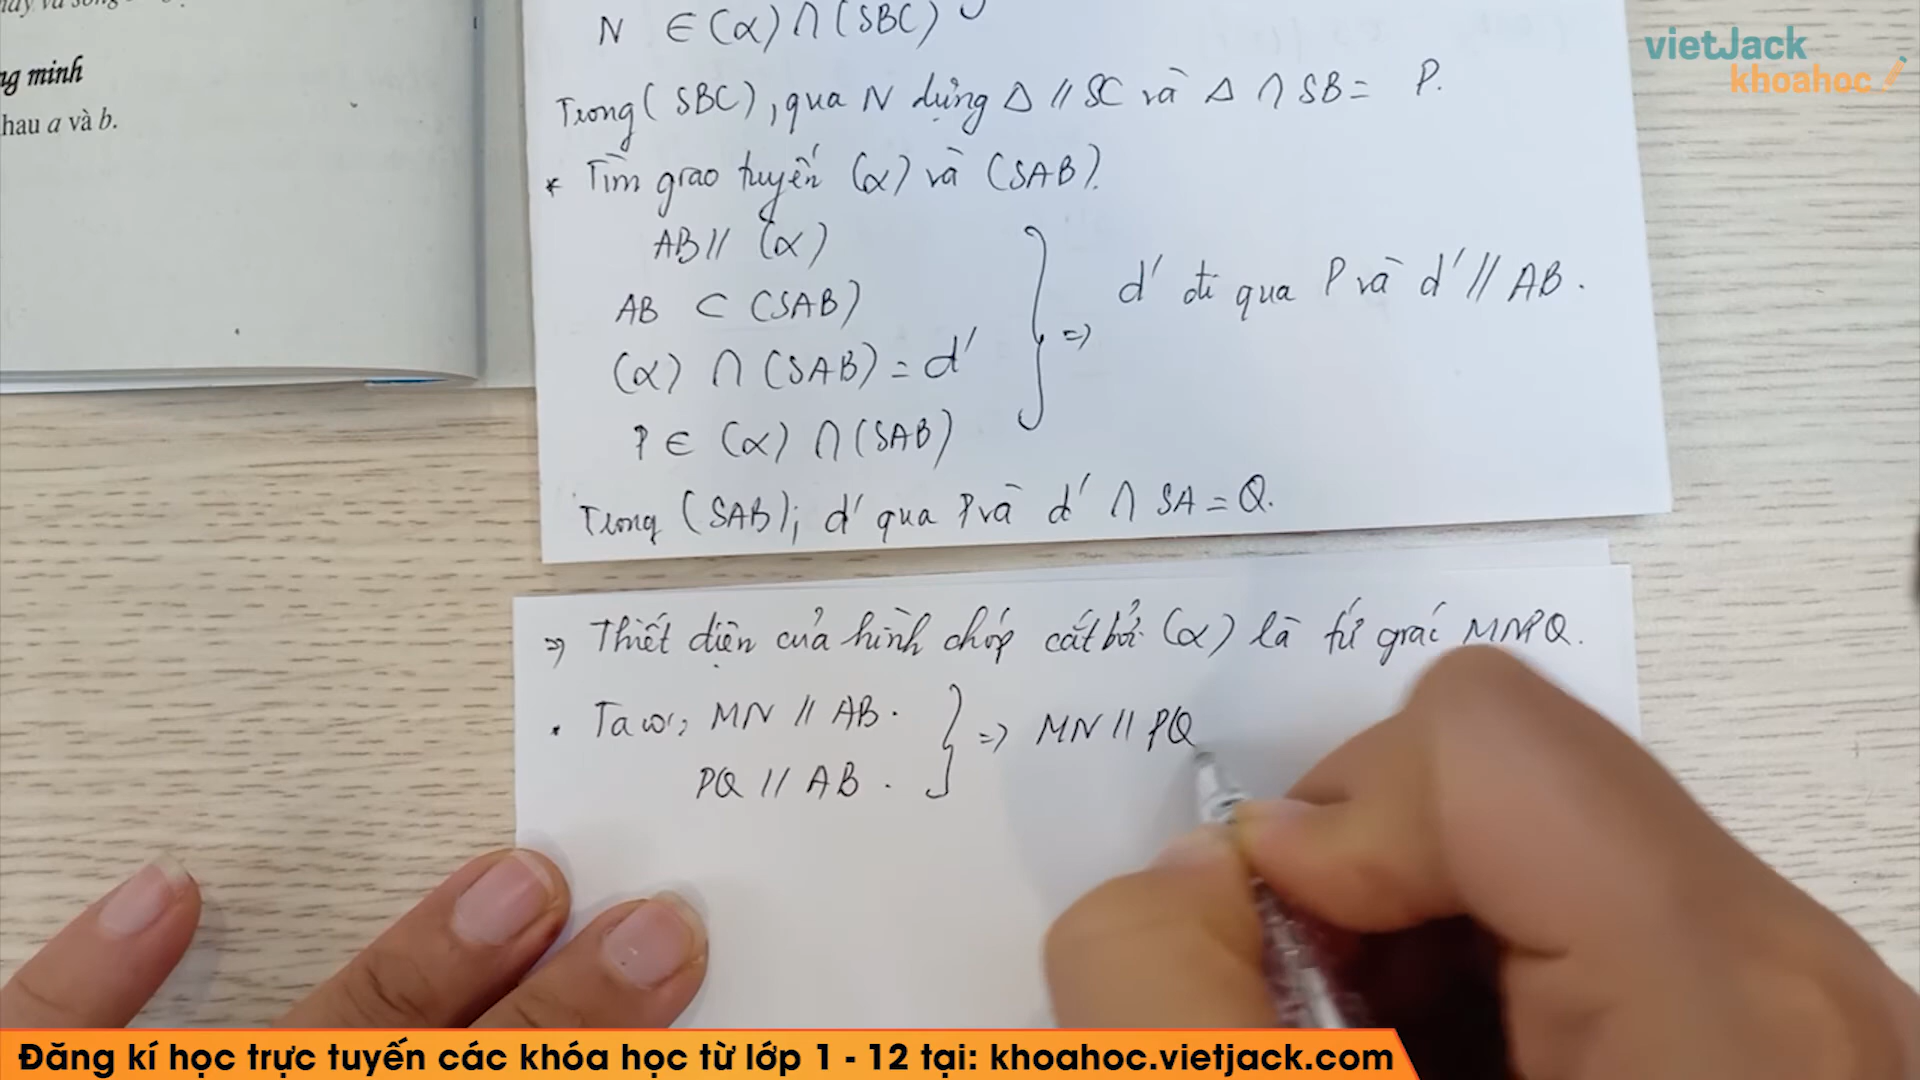 ng minh
hau a và b.
vietJack
khoahoc
N ∈ (α) ∩ (SBC)
Trong (SBC), qua N dựng Δ // SC và Δ ∩ SB = P.
* Tìm giao tuyến (α) và (SAB).
AB // (α)
AB ⊂ (SAB)
(α) ∩ (SAB) = d'
P ∈ (α) ∩ (SAB)
} => d' đi qua P và d' // AB.
Trong (SAB); d' qua P và d' ∩ SA = Q.
=> Thiết diện của hình chóp cắt bởi (α) là tứ giác MNPQ.
• Ta có, MN // AB.
PQ // AB.
} => MN // PQ
Đăng kí học trực tuyến các khóa học từ lớp 1 - 12 tại: khoahoc.vietjack.com